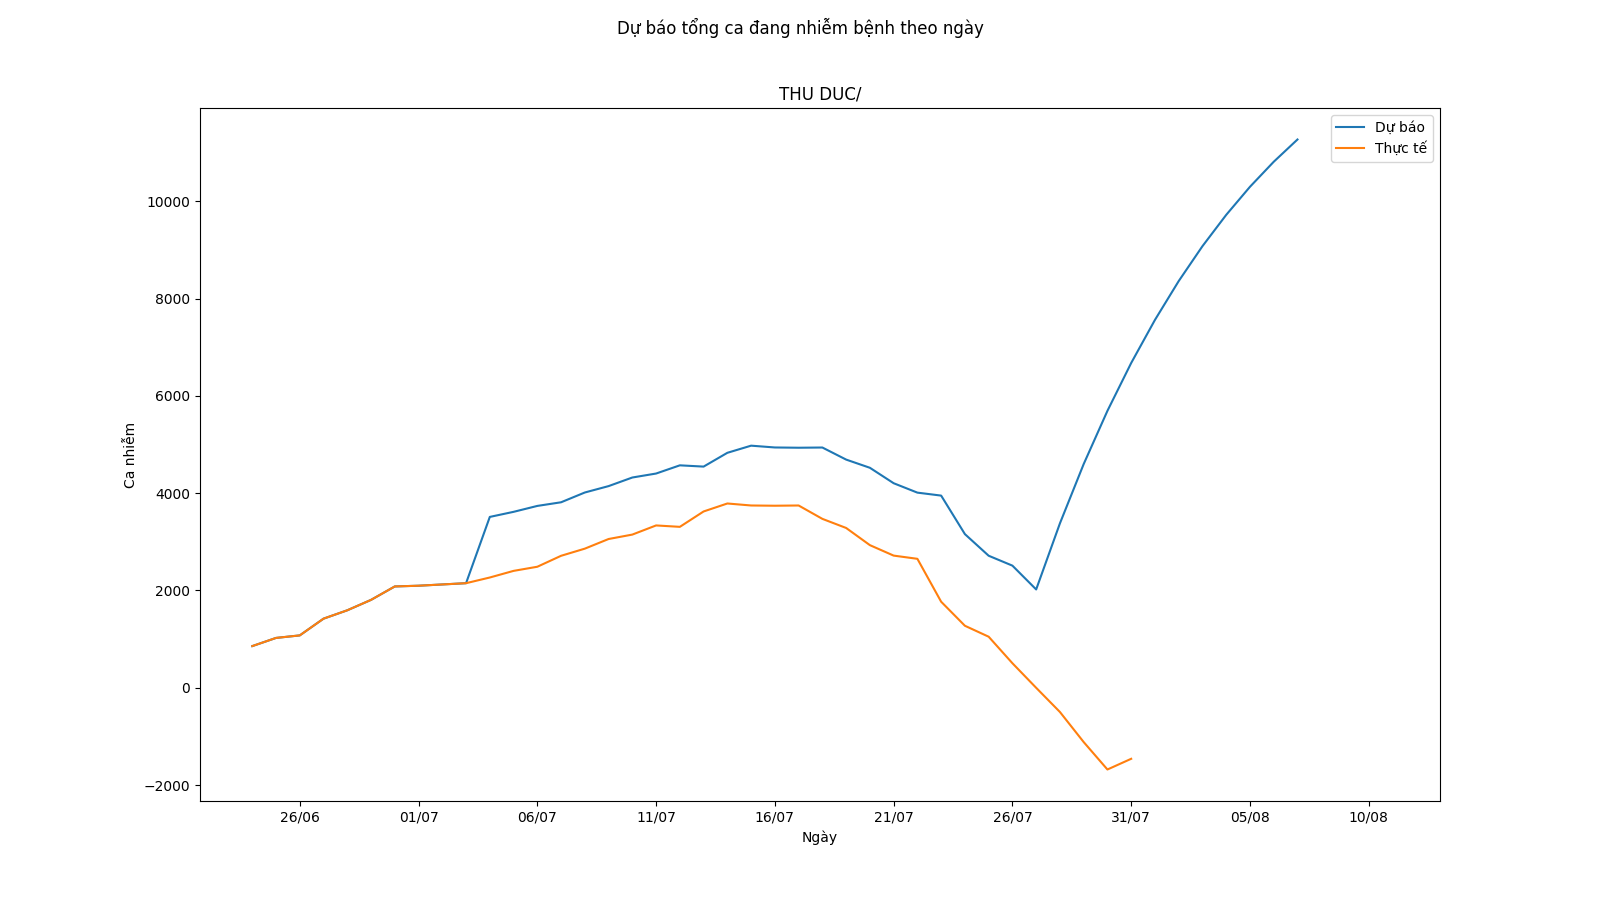 Dự báo tổng ca đang nhiễm bệnh theo ngày
THU DUC/
Dự báo
Thực tế
10000
8000
6000
4000
2000
0
−2000
Ca nhiễm
26/06 01/07 06/07 11/07 16/07 21/07 26/07 31/07 05/08 10/08
Ngày